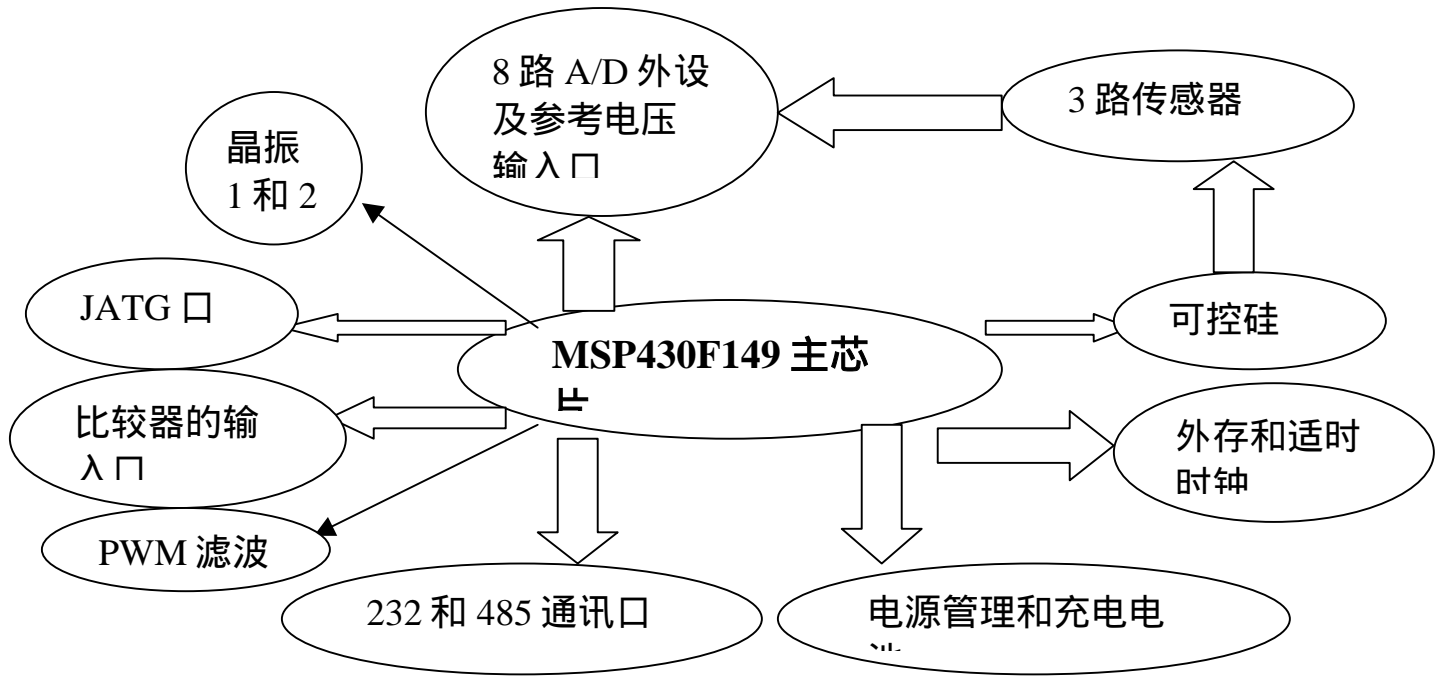 8 路 A/D 外设
及参考电压
输入口
3 路传感器
晶振
1 和 2
JATG 口
可控硅
MSP430F149 主芯
片
比较器的输
入口
外存和适时
时钟
PWM 滤波
232 和 485 通讯口
电源管理和充电电
池